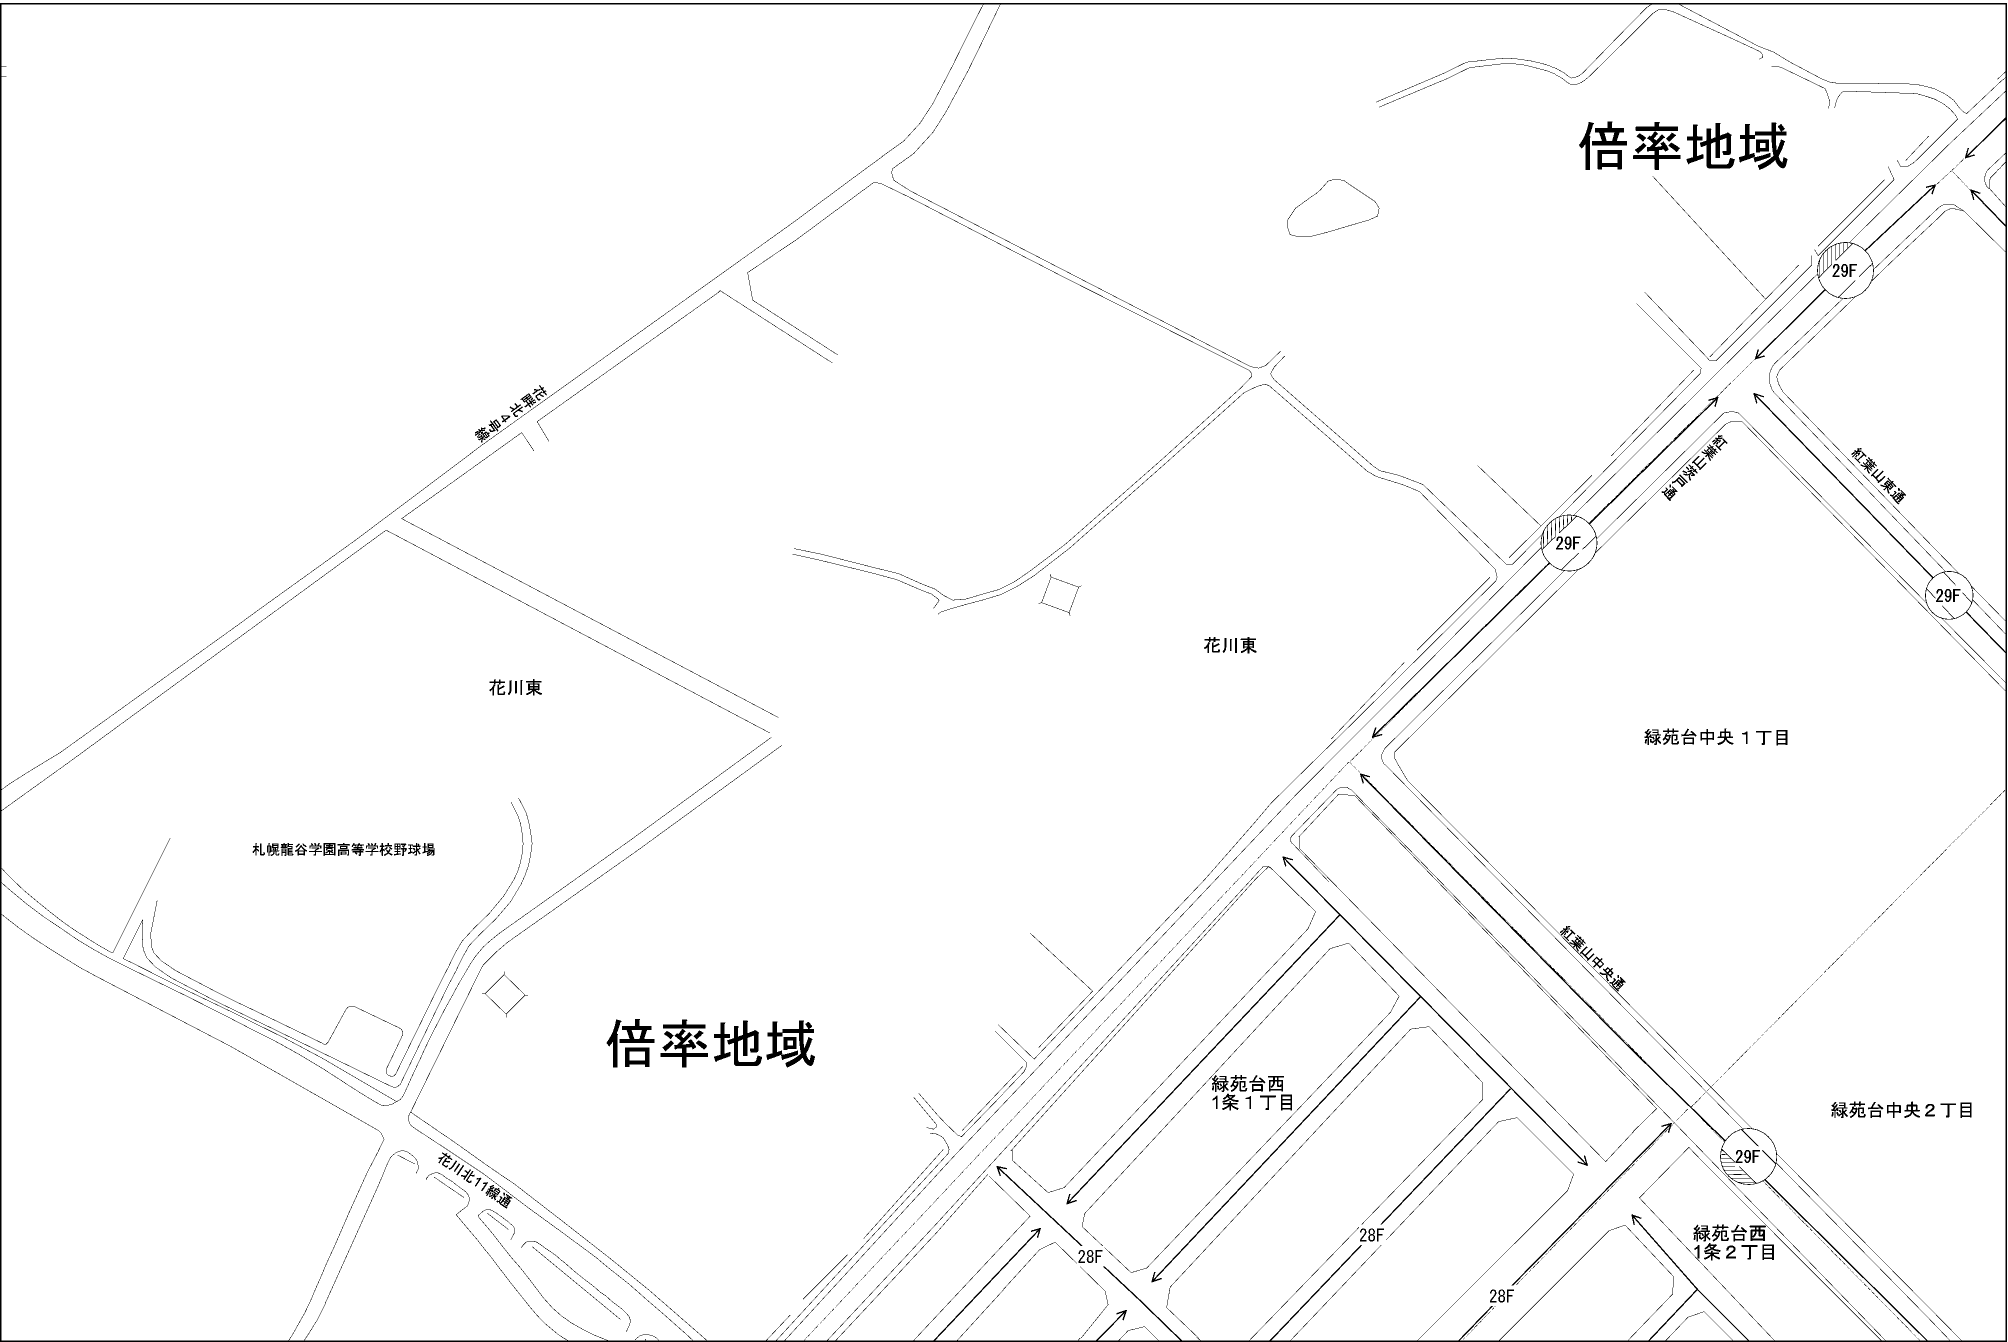 倍率地域
29F
花畔北4号線
紅葉山茨戸通
紅葉山東通
29F
29F
花川東
花川東
緑苑台中央1丁目
札幌龍谷学園高等学校野球場
紅葉山中央通
倍率地域
緑苑台西
1条1丁目
緑苑台中央2丁目
29F
花川北11線通
28F
28F
緑苑台西
1条2丁目
28F